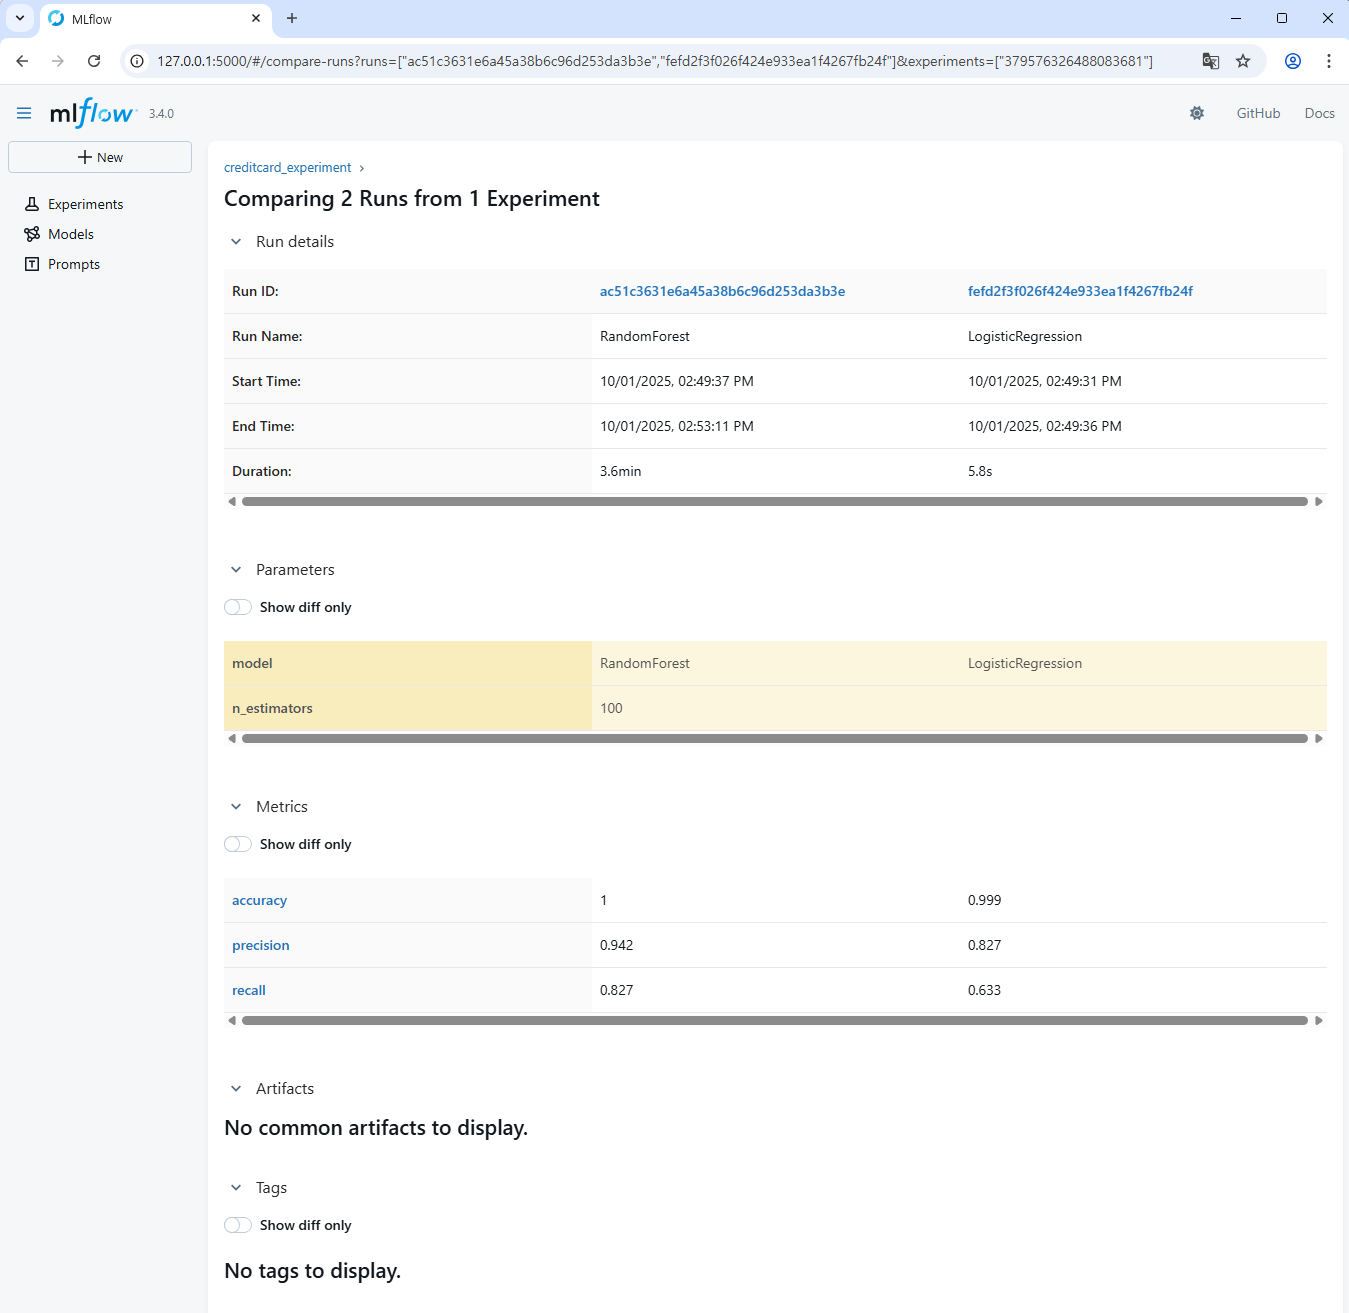 MLflow
127.0.0.1:5000/#/compare-runs?runs=["ac51c3631e6a45a38b6c96d253da3b3e","fefd2f3f026f424e933ea1f4267fb24f"]&experiments=["379576326488083681"]
mlflow 3.4.0
GitHub Docs
New
Experiments
Models
Prompts
creditcard_experiment
Comparing 2 Runs from 1 Experiment
Run details
Run ID: ac51c3631e6a45a38b6c96d253da3b3e fefd2f3f026f424e933ea1f4267fb24f
Run Name: RandomForest LogisticRegression
Start Time: 10/01/2025, 02:49:37 PM 10/01/2025, 02:49:31 PM
End Time: 10/01/2025, 02:53:11 PM 10/01/2025, 02:49:36 PM
Duration: 3.6min 5.8s
Parameters
Show diff only
model RandomForest LogisticRegression
n_estimators 100
Metrics
Show diff only
accuracy 1 0.999
precision 0.942 0.827
recall 0.827 0.633
Artifacts
No common artifacts to display.
Tags
Show diff only
No tags to display.